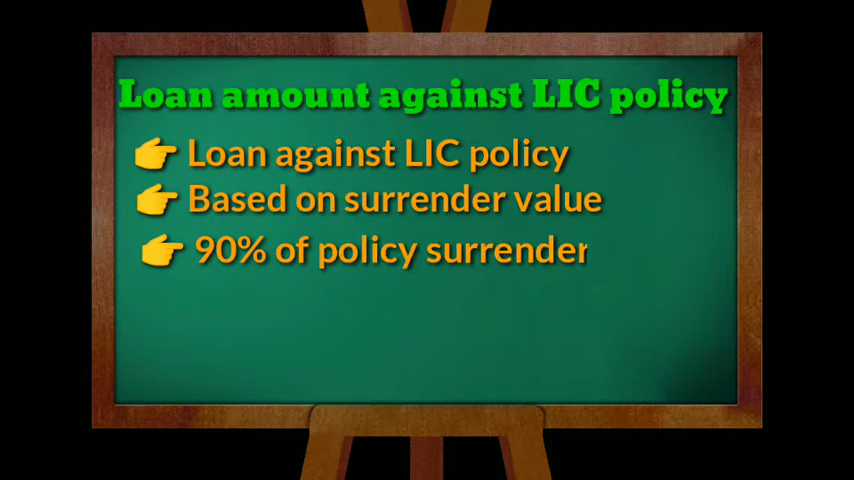 Loan amount against LIC policy
👉 Loan against LIC policy
👉 Based on surrender value
👉 90% of policy surrender